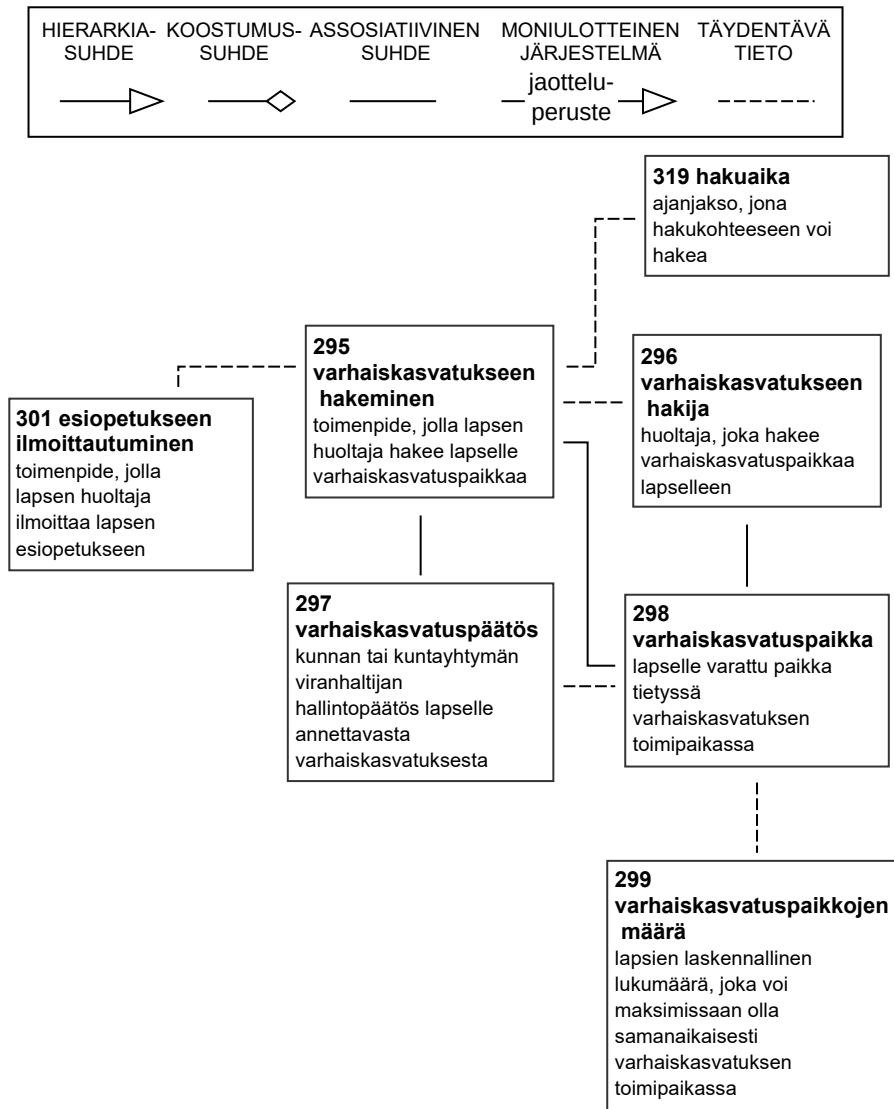 HIERARKIA-
SUHDE
KOOSTUMUS-
SUHDE
ASSOSIATIIVINEN
SUHDE
MONIULOTTEINEN
JÄRJESTELMÄ
jaottelu-
peruste
TÄYDENTÄVÄ
TIETO
319 hakuaika
ajanjakso, jona
hakukohteeseen voi
hakea
295
varhaiskasvatukseen
hakeminen
toimenpide, jolla lapsen
huoltaja hakee lapselle
varhaiskasvatuspaikkaa
296
varhaiskasvatukseen
hakija
huoltaja, joka hakee
varhaiskasvatuspaikkaa
lapselleen
301 esiopetukseen
ilmoittautuminen
toimenpide, jolla
lapsen huoltaja
ilmoittaa lapsen
esiopetukseen
297
varhaiskasvatuspäätös
kunnan tai kuntayhtymän
viranhaltijan
hallintopäätös lapselle
annettavasta
varhaiskasvatuksesta
298
varhaiskasvatuspaikka
lapselle varattu paikka
tietyssä
varhaiskasvatuksen
toimipaikassa
299
varhaiskasvatuspaikkojen
määrä
lapsien laskennallinen
lukumäärä, joka voi
maksimissaan olla
samanaikaisesti
varhaiskasvatuksen
toimipaikassa